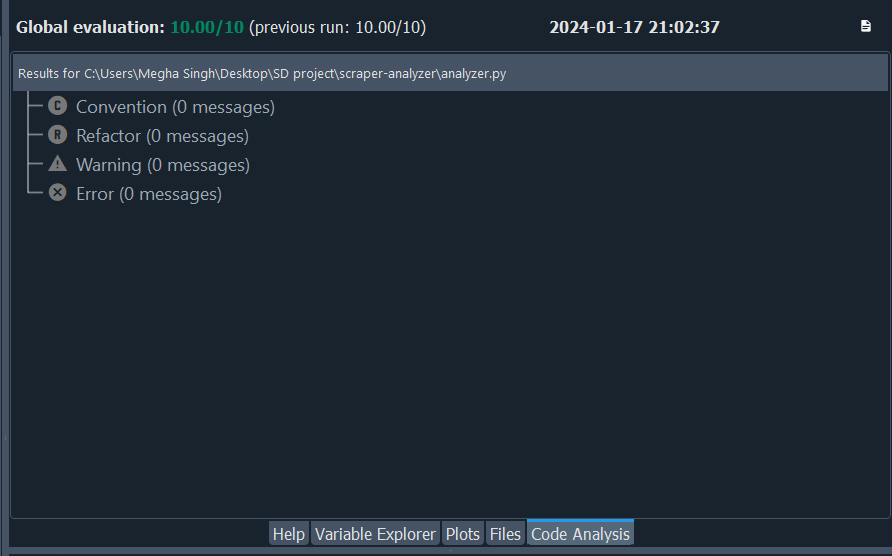 Global evaluation: 10.00/10 (previous run: 10.00/10) 2024-01-17 21:02:37
Results for C:\Users\Megha Singh\Desktop\SD project\scraper-analyzer\analyzer.py
C Convention (0 messages)
R Refactor (0 messages)
Warning (0 messages)
Error (0 messages)
Help Variable Explorer Plots Files Code Analysis